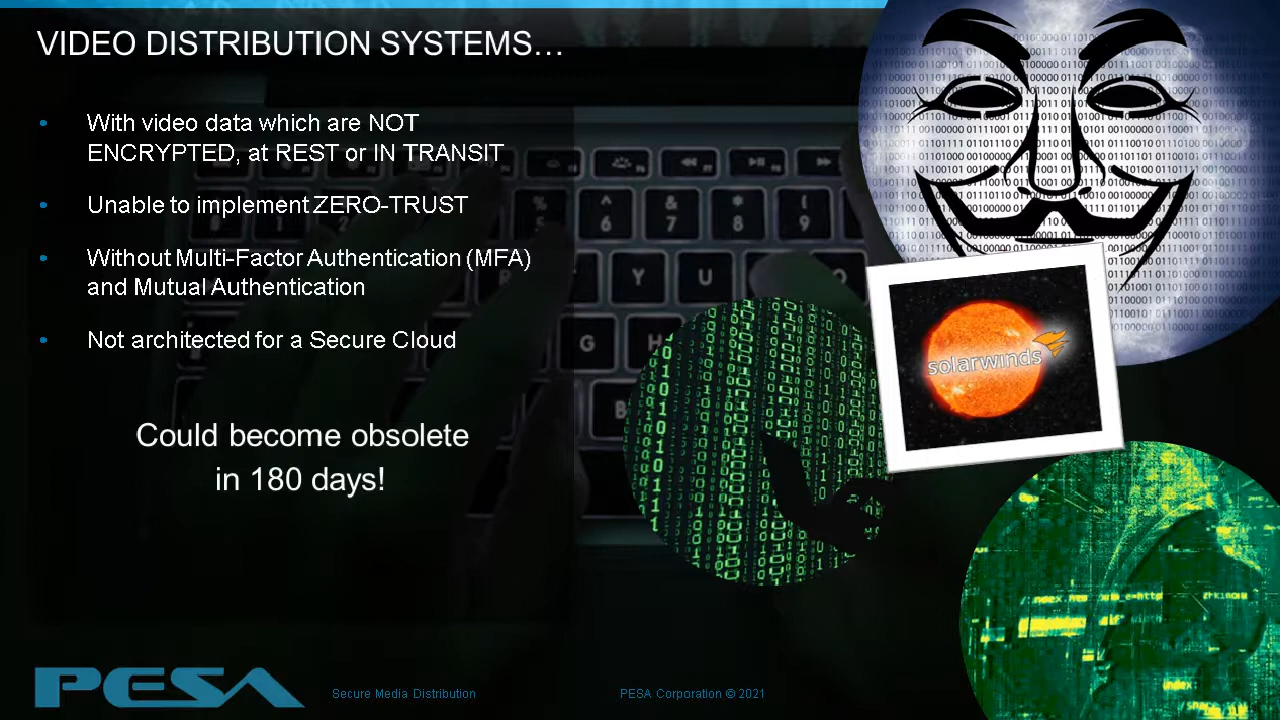 VIDEO DISTRIBUTION SYSTEMS…
• With video data which are NOT
ENCRYPTED, at REST or IN TRANSIT
• Unable to implement ZERO-TRUST
• Without Multi-Factor Authentication (MFA)
and Mutual Authentication
• Not architected for a Secure Cloud
Could become obsolete
in 180 days!
solarwinds
PESA
Secure Media Distribution
PESA Corporation © 2021